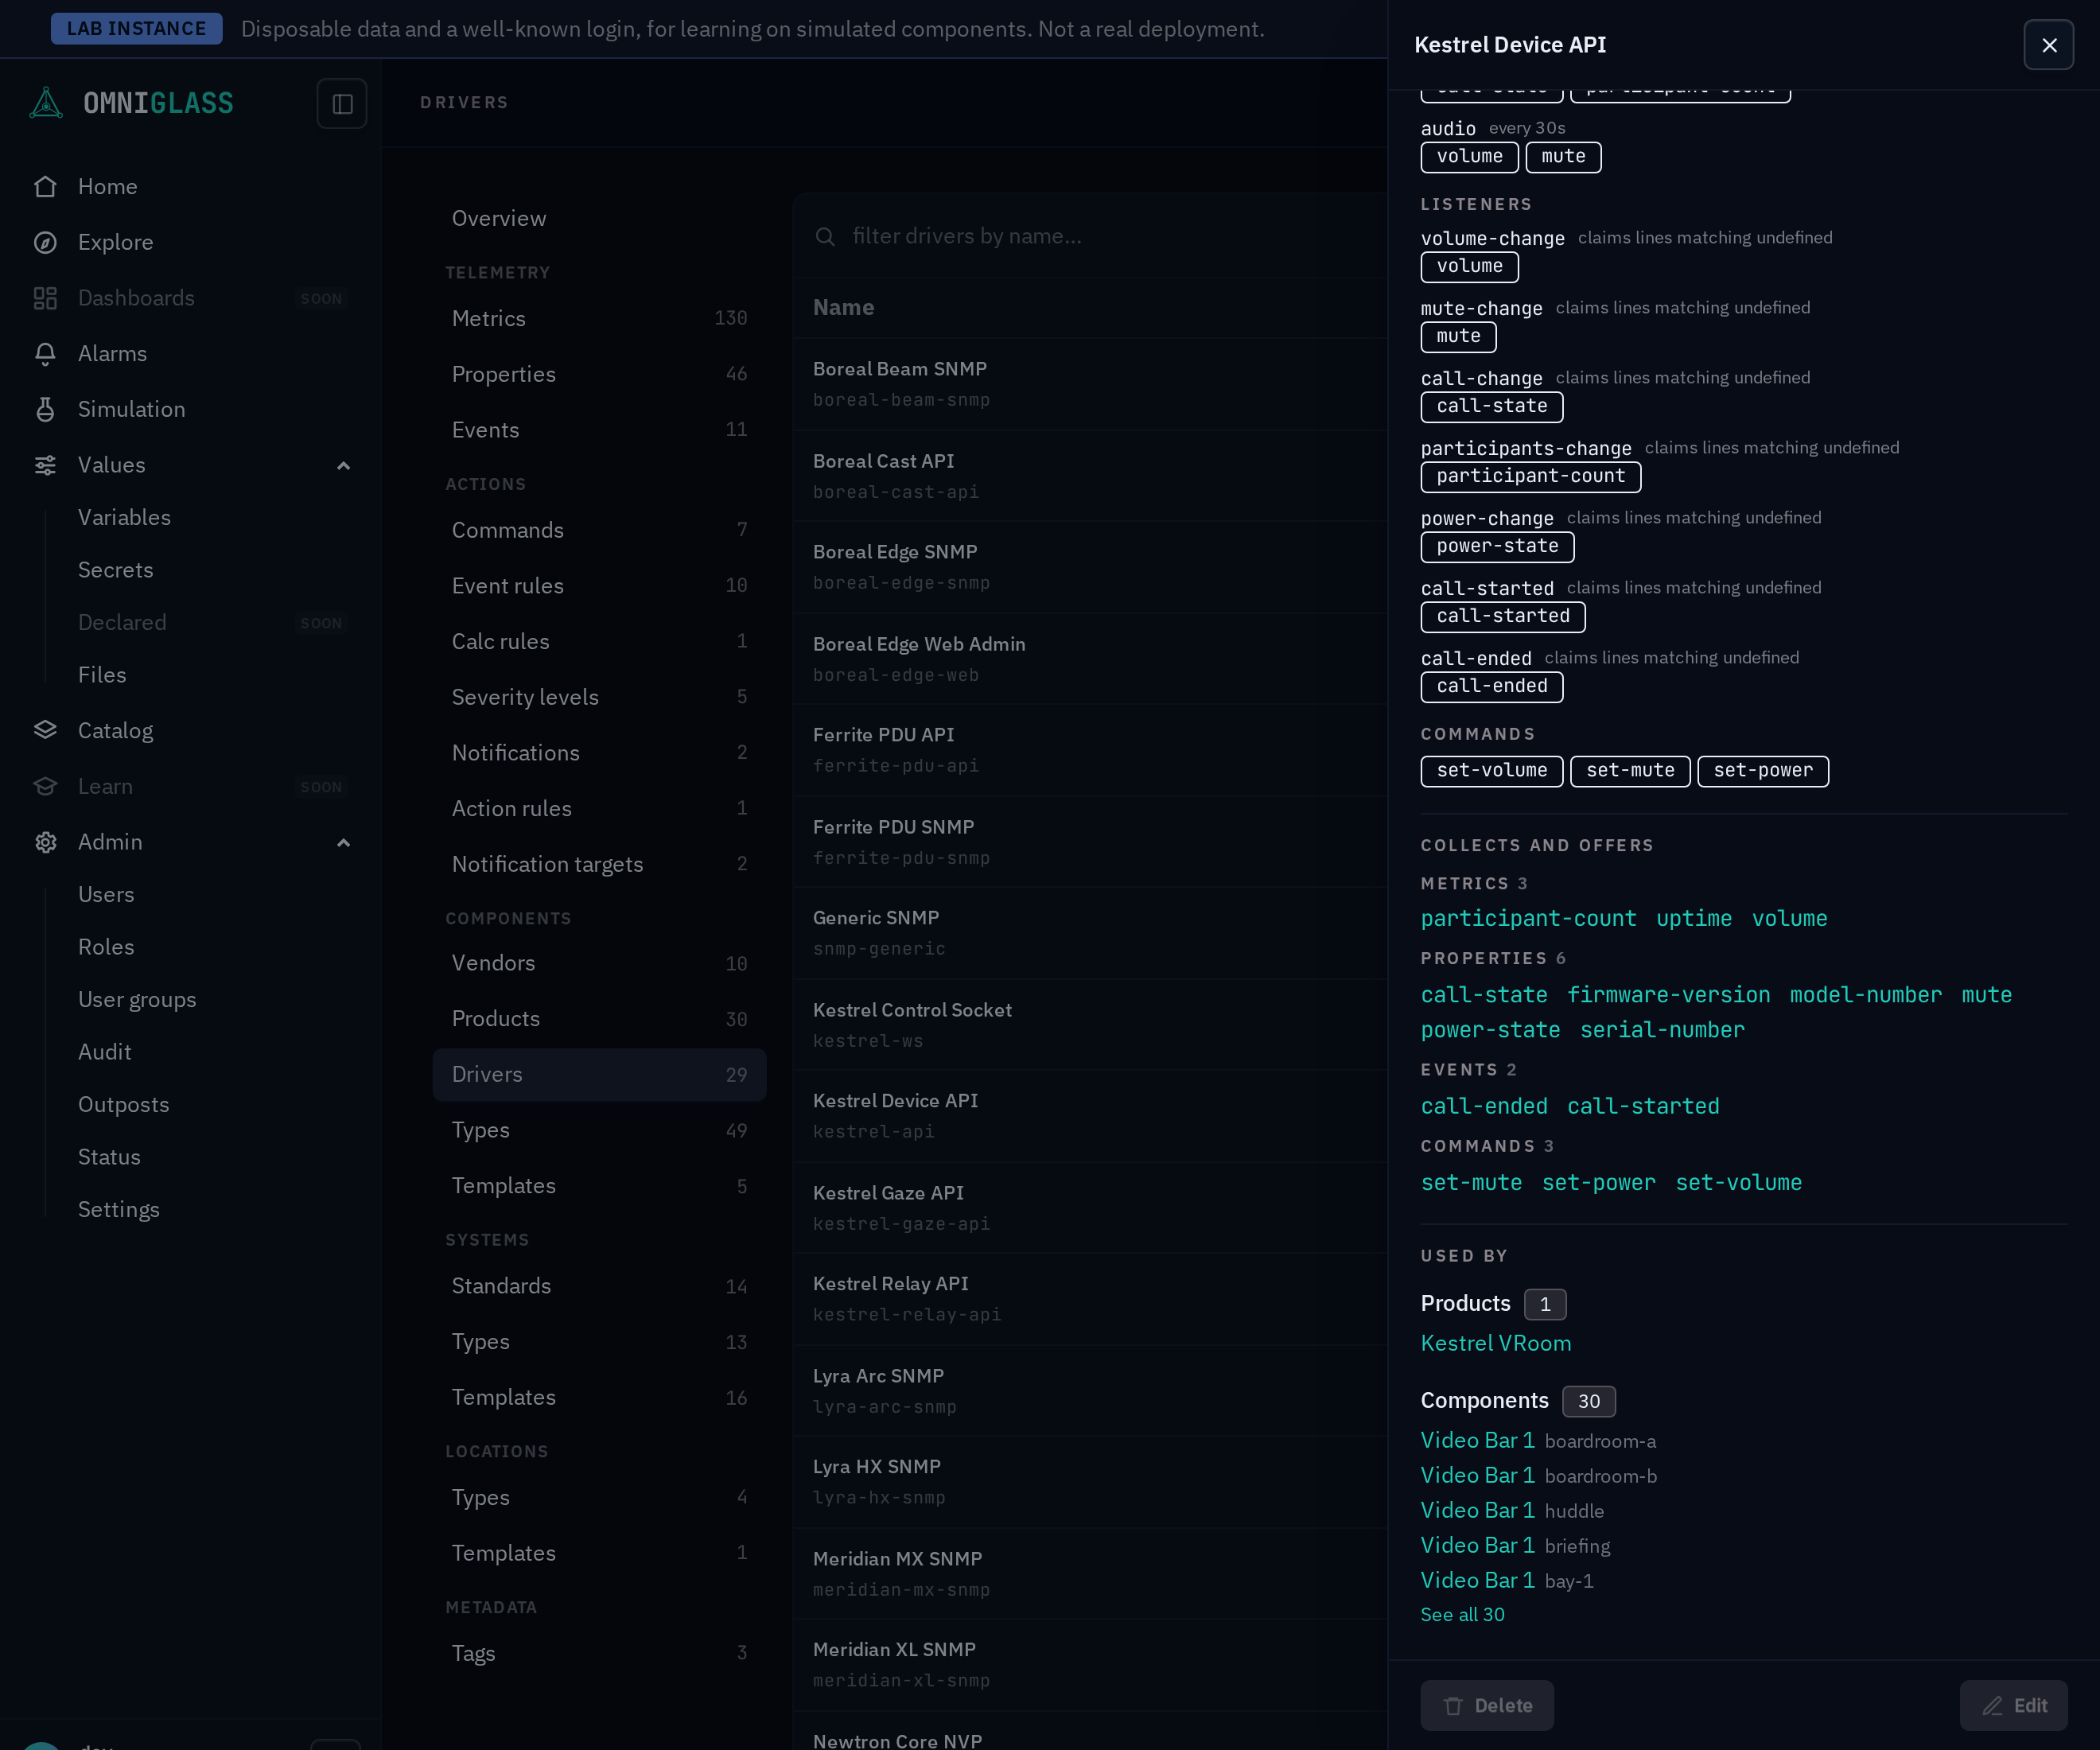 LAB INSTANCE Disposable data and a well-known login, for learning on simulated components. Not a real deployment.
OMNIGLASS
Home
Explore
Dashboards SOON
Alarms
Simulation
Values
Variables
Secrets
Declared SOON
Files
Catalog
Learn SOON
Admin
Users
Roles
User groups
Audit
Outposts
Status
Settings
DRIVERS
Overview
TELEMETRY
Metrics 130
Properties 46
Events 11
ACTIONS
Commands 7
Event rules 10
Calc rules 1
Severity levels 5
Notifications 2
Action rules 1
Notification targets 2
COMPONENTS
Vendors 10
Products 30
Drivers 29
Types 49
Templates 5
SYSTEMS
Standards 14
Types 13
Templates 16
LOCATIONS
Types 4
Templates 1
METADATA
Tags 3
filter drivers by name...
Name
Boreal Beam SNMP
boreal-beam-snmp
Boreal Cast API
boreal-cast-api
Boreal Edge SNMP
boreal-edge-snmp
Boreal Edge Web Admin
boreal-edge-web
Ferrite PDU API
ferrite-pdu-api
Ferrite PDU SNMP
ferrite-pdu-snmp
Generic SNMP
snmp-generic
Kestrel Control Socket
kestrel-ws
Kestrel Device API
kestrel-api
Kestrel Gaze API
kestrel-gaze-api
Kestrel Relay API
kestrel-relay-api
Lyra Arc SNMP
lyra-arc-snmp
Lyra HX SNMP
lyra-hx-snmp
Meridian MX SNMP
meridian-mx-snmp
Meridian XL SNMP
meridian-xl-snmp
Newtron Core NVP
Kestrel Device API
call-state participant-count
audio every 30s
volume mute
LISTENERS
volume-change claims lines matching undefined
volume
mute-change claims lines matching undefined
mute
call-change claims lines matching undefined
call-state
participants-change claims lines matching undefined
participant-count
power-change claims lines matching undefined
power-state
call-started claims lines matching undefined
call-started
call-ended claims lines matching undefined
call-ended
COMMANDS
set-volume set-mute set-power
COLLECTS AND OFFERS
METRICS 3
participant-count uptime volume
PROPERTIES 6
call-state firmware-version model-number mute
power-state serial-number
EVENTS 2
call-ended call-started
COMMANDS 3
set-mute set-power set-volume
USED BY
Products 1
Kestrel VRoom
Components 30
Video Bar 1 boardroom-a
Video Bar 1 boardroom-b
Video Bar 1 huddle
Video Bar 1 briefing
Video Bar 1 bay-1
See all 30
Delete Edit